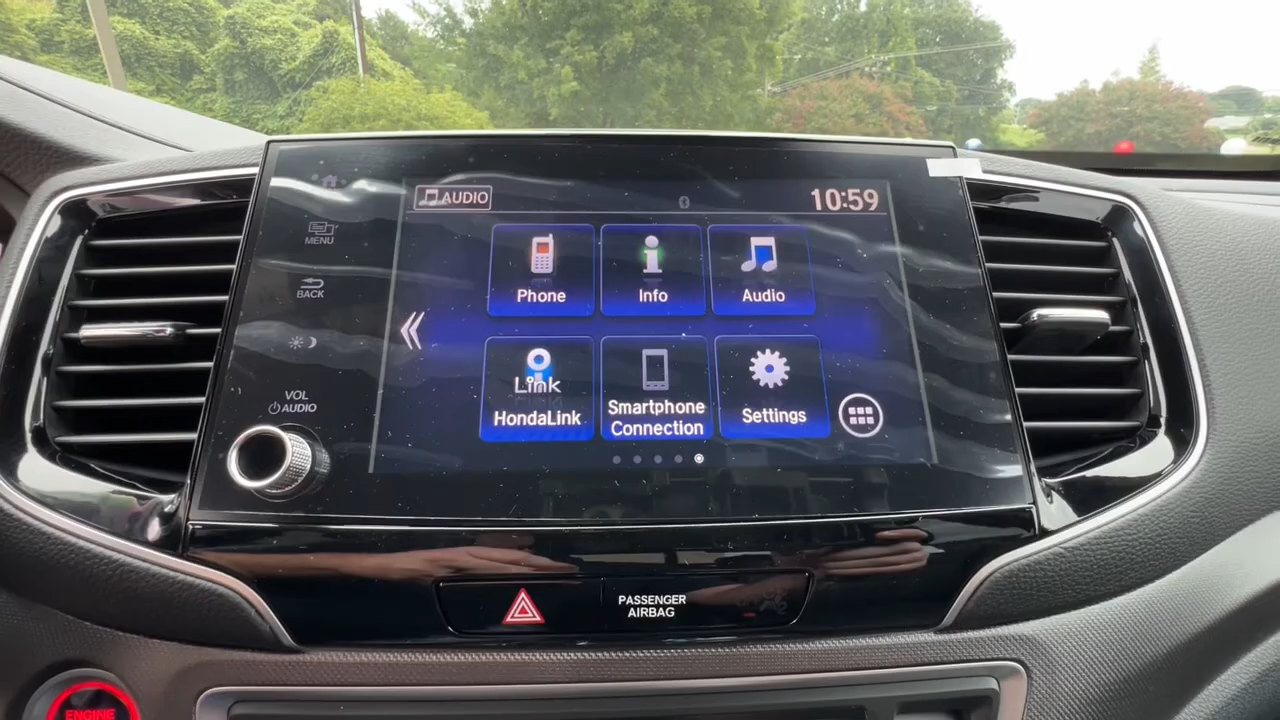 AUDIO
10:59
MENU
BACK
VOL
AUDIO
Phone
Info
Audio
Link
HondaLink
Smartphone
Connection
Settings
PASSENGER
AIRBAG
ENGINE